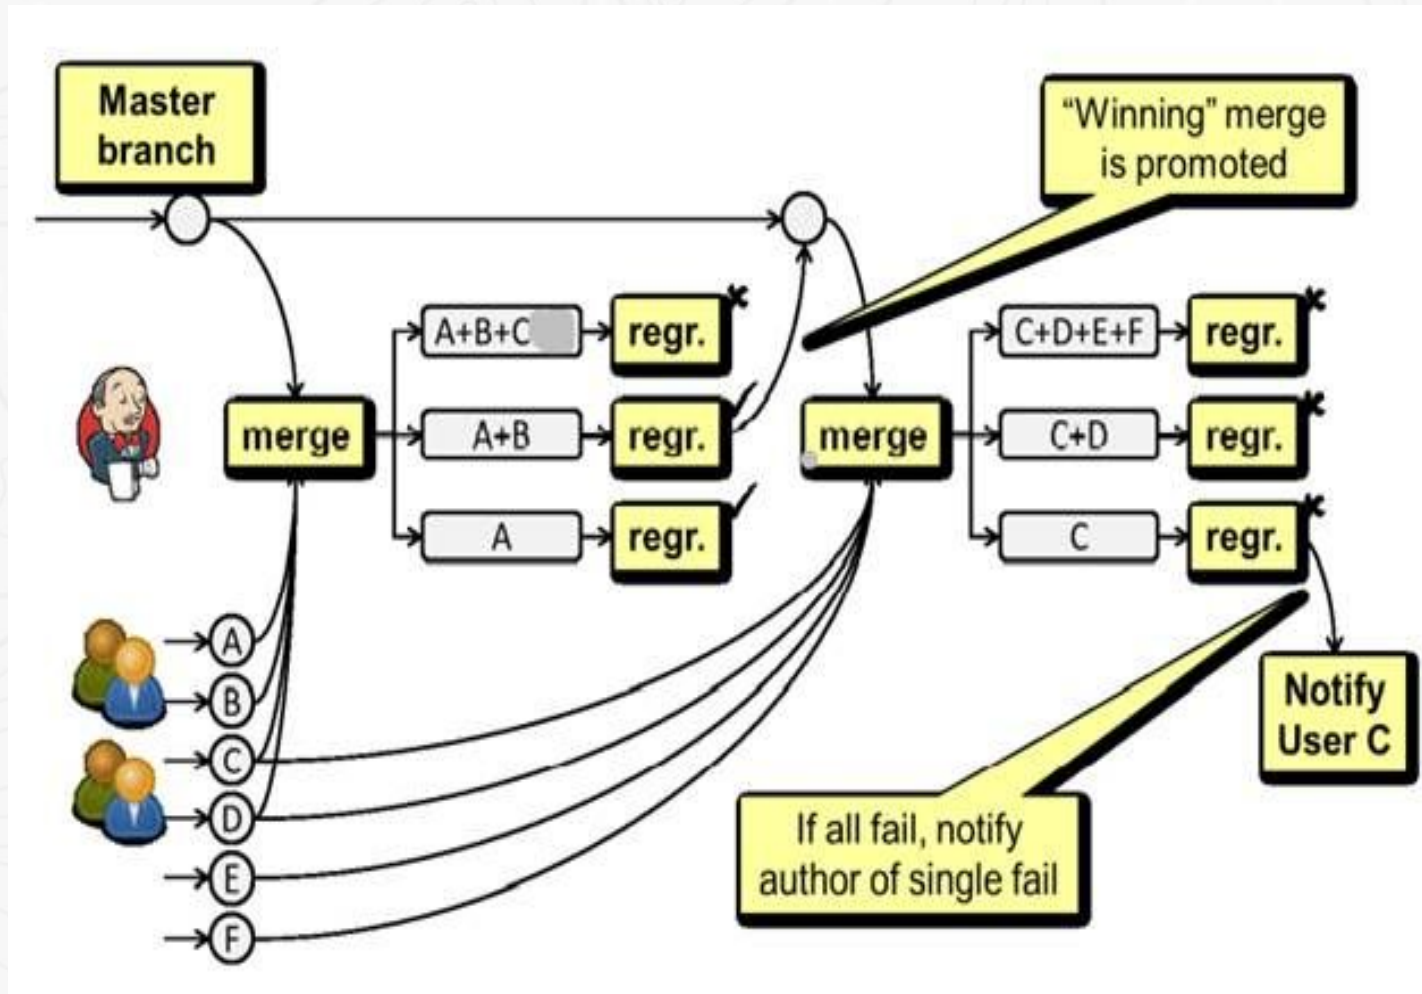 Master
branch
“Winning” merge
is promoted
A+B+C
regr.
C+D+E+F
regr.
merge
A+B
regr.
merge
C+D
regr.
A
regr.
C
regr.
A
B
C
D
E
F
Notify
User C
If all fail, notify
author of single fail